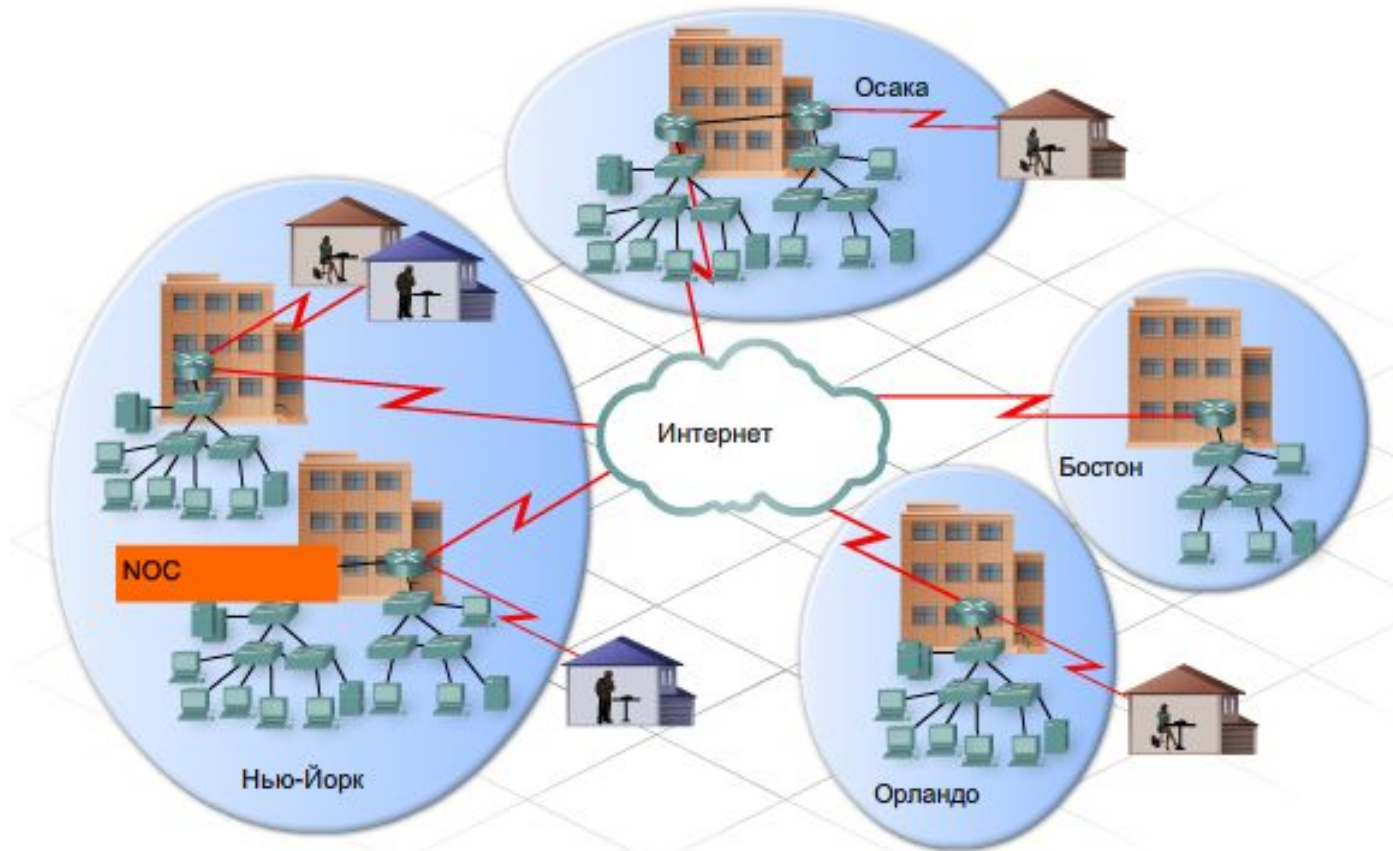 Осака
Интернет
Бостон
NOC
Нью-Йорк
Орландо